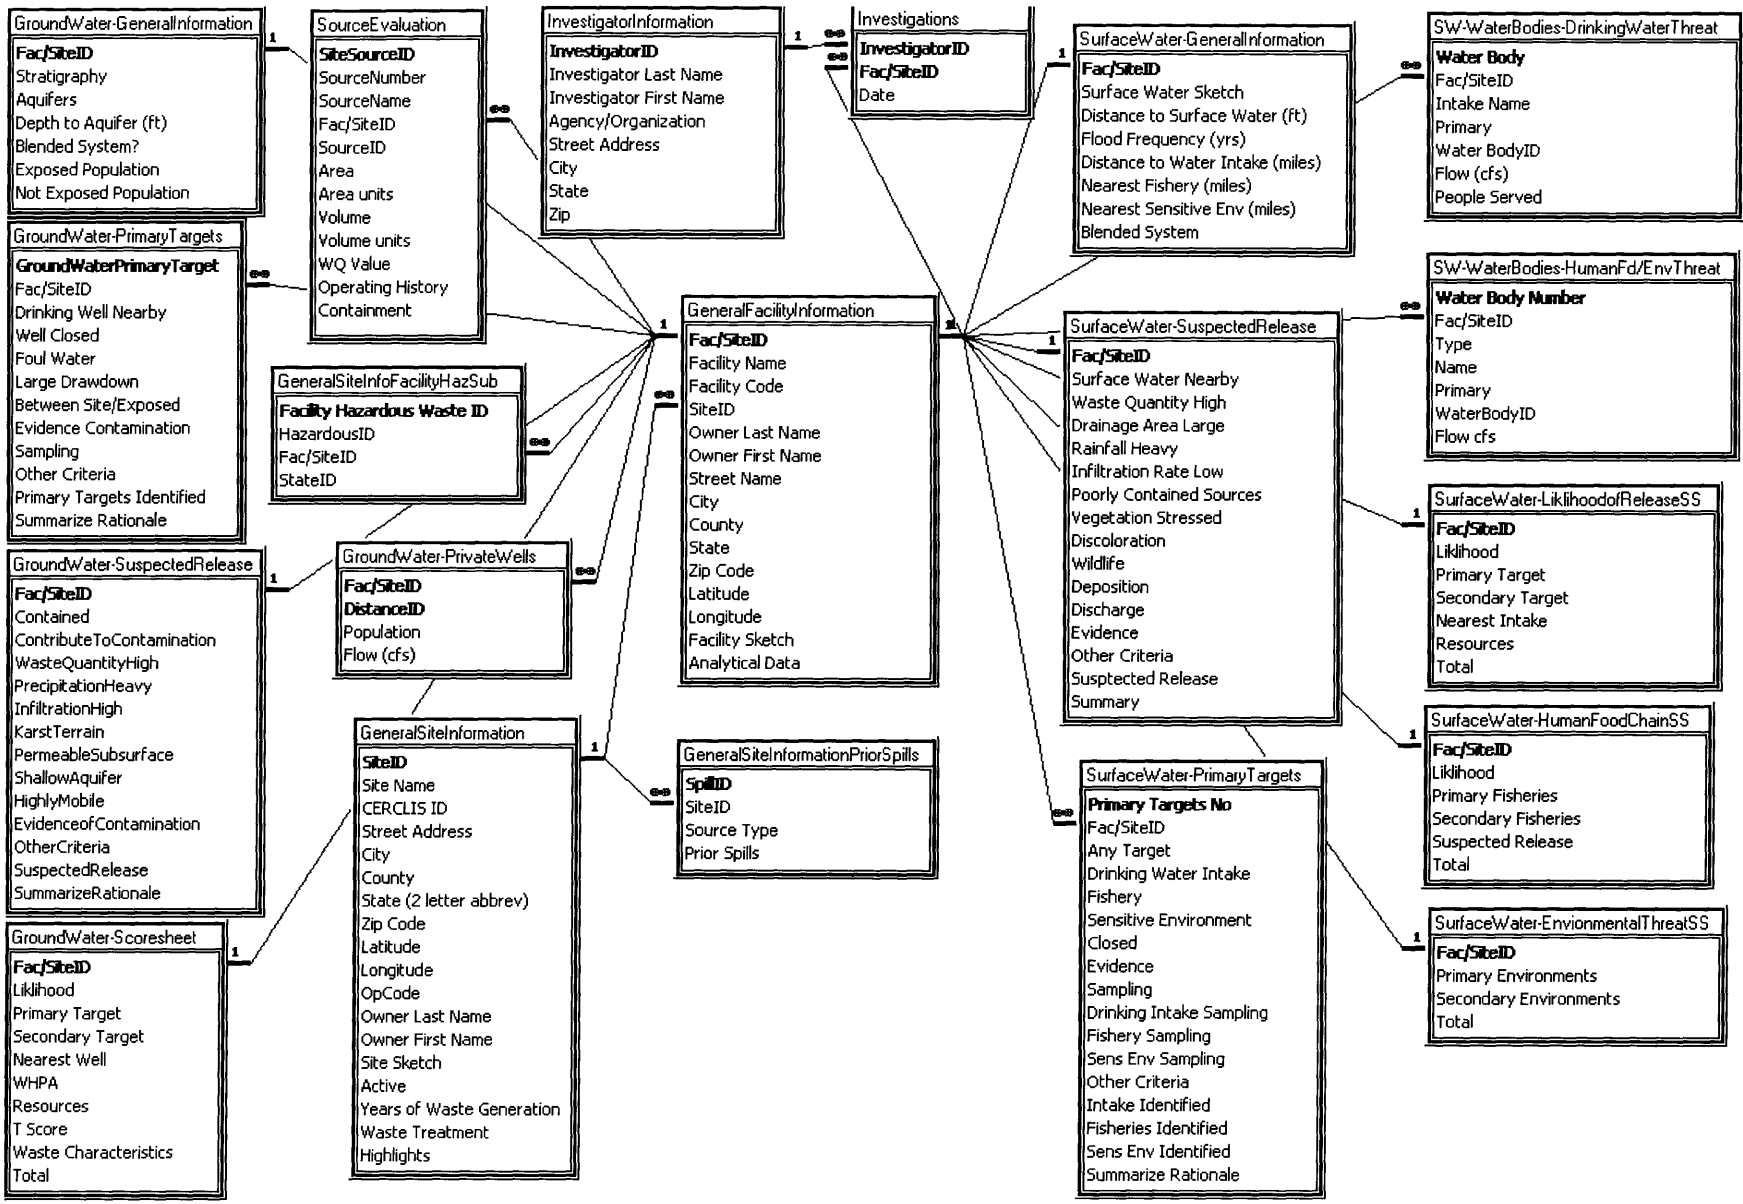 GroundWater-GeneralInformation
Fac/SiteID
Stratigraphy
Aquifers
Depth to Aquifer (ft)
Blended System?
Exposed Population
Not Exposed Population
1
SourceEvaluation
SiteSourceID
SourceNumber
SourceName
Fac/SiteID
SourceID
Area
Area units
Volume
Volume units
WQ Value
Operating History
Containment
∞
InvestigatorInformation
InvestigatorID
Investigator Last Name
Investigator First Name
Agency/Organization
Street Address
City
State
Zip
1
∞
∞
Investigations
InvestigatorID
Fac/SiteID
Date
1
SurfaceWater-GeneralInformation
Fac/SiteID
Surface Water Sketch
Distance to Surface Water (ft)
Flood Frequency (yrs)
Distance to Water Intake (miles)
Nearest Fishery (miles)
Nearest Sensitive Env (miles)
Blended System
∞
SW-WaterBodies-DrinkingWaterThreat
Water Body
Fac/SiteID
Intake Name
Primary
Water BodyID
Flow (cfs)
People Served
GroundWater-PrimaryTargets
GroundWaterPrimaryTarget
Fac/SiteID
Drinking Well Nearby
Well Closed
Foul Water
Large Drawdown
Between Site/Exposed
Evidence Contamination
Sampling
Other Criteria
Primary Targets Identified
Summarize Rationale
∞
GeneralSiteInfoFacilityHazSub
Facility Hazardous Waste ID
HazardousID
Fac/SiteID
StateID
∞
1
∞
GeneralFacilityInformation
Fac/SiteID
Facility Name
Facility Code
SiteID
Owner Last Name
Owner First Name
Street Name
City
County
State
Zip Code
Latitude
Longitude
Facility Sketch
Analytical Data
1
SurfaceWater-SuspectedRelease
Fac/SiteID
Surface Water Nearby
Waste Quantity High
Drainage Area Large
Rainfall Heavy
Infiltration Rate Low
Poorly Contained Sources
Vegetation Stressed
Discoloration
Wildlife
Deposition
Discharge
Evidence
Other Criteria
Susptected Release
Summary
∞
SW-WaterBodies-HumanFd/EnvThreat
Water Body Number
Fac/SiteID
Type
Name
Primary
WaterBodyID
Flow cfs
1
SurfaceWater-LiklihoodofReleaseSS
Fac/SiteID
Liklihood
Primary Target
Secondary Target
Nearest Intake
Resources
Total
GroundWater-SuspectedRelease
Fac/SiteID
Contained
ContributeToContamination
WasteQuantityHigh
PrecipitationHeavy
InfiltrationHigh
KarstTerrain
PermeableSubsurface
ShallowAquifer
HighlyMobile
EvidenceofContamination
OtherCriteria
SuspectedRelease
SummarizeRationale
1
GroundWater-PrivateWells
Fac/SiteID
DistanceID
Population
Flow (cfs)
∞
GeneralSiteInformation
SiteID
Site Name
CERCLIS ID
Street Address
City
County
State (2 letter abbrev)
Zip Code
Latitude
Longitude
OpCode
Owner Last Name
Owner First Name
Site Sketch
Active
Years of Waste Generation
Waste Treatment
Highlights
1
∞
GeneralSiteInformationPriorSpills
SpillID
SiteID
Source Type
Prior Spills
∞
SurfaceWater-PrimaryTargets
Primary Targets No
Fac/SiteID
Any Target
Drinking Water Intake
Fishery
Sensitive Environment
Closed
Evidence
Sampling
Drinking Intake Sampling
Fishery Sampling
Sens Env Sampling
Other Criteria
Intake Identified
Fisheries Identified
Sens Env Identified
Summarize Rationale
1
SurfaceWater-HumanFoodChainSS
Fac/SiteID
Liklihood
Primary Fisheries
Secondary Fisheries
Suspected Release
Total
1
SurfaceWater-EnvionmentalThreatSS
Fac/SiteID
Primary Environments
Secondary Environments
Total
GroundWater-Scoresheet
Fac/SiteID
Liklihood
Primary Target
Secondary Target
Nearest Well
WHPA
Resources
T Score
Waste Characteristics
Total
1